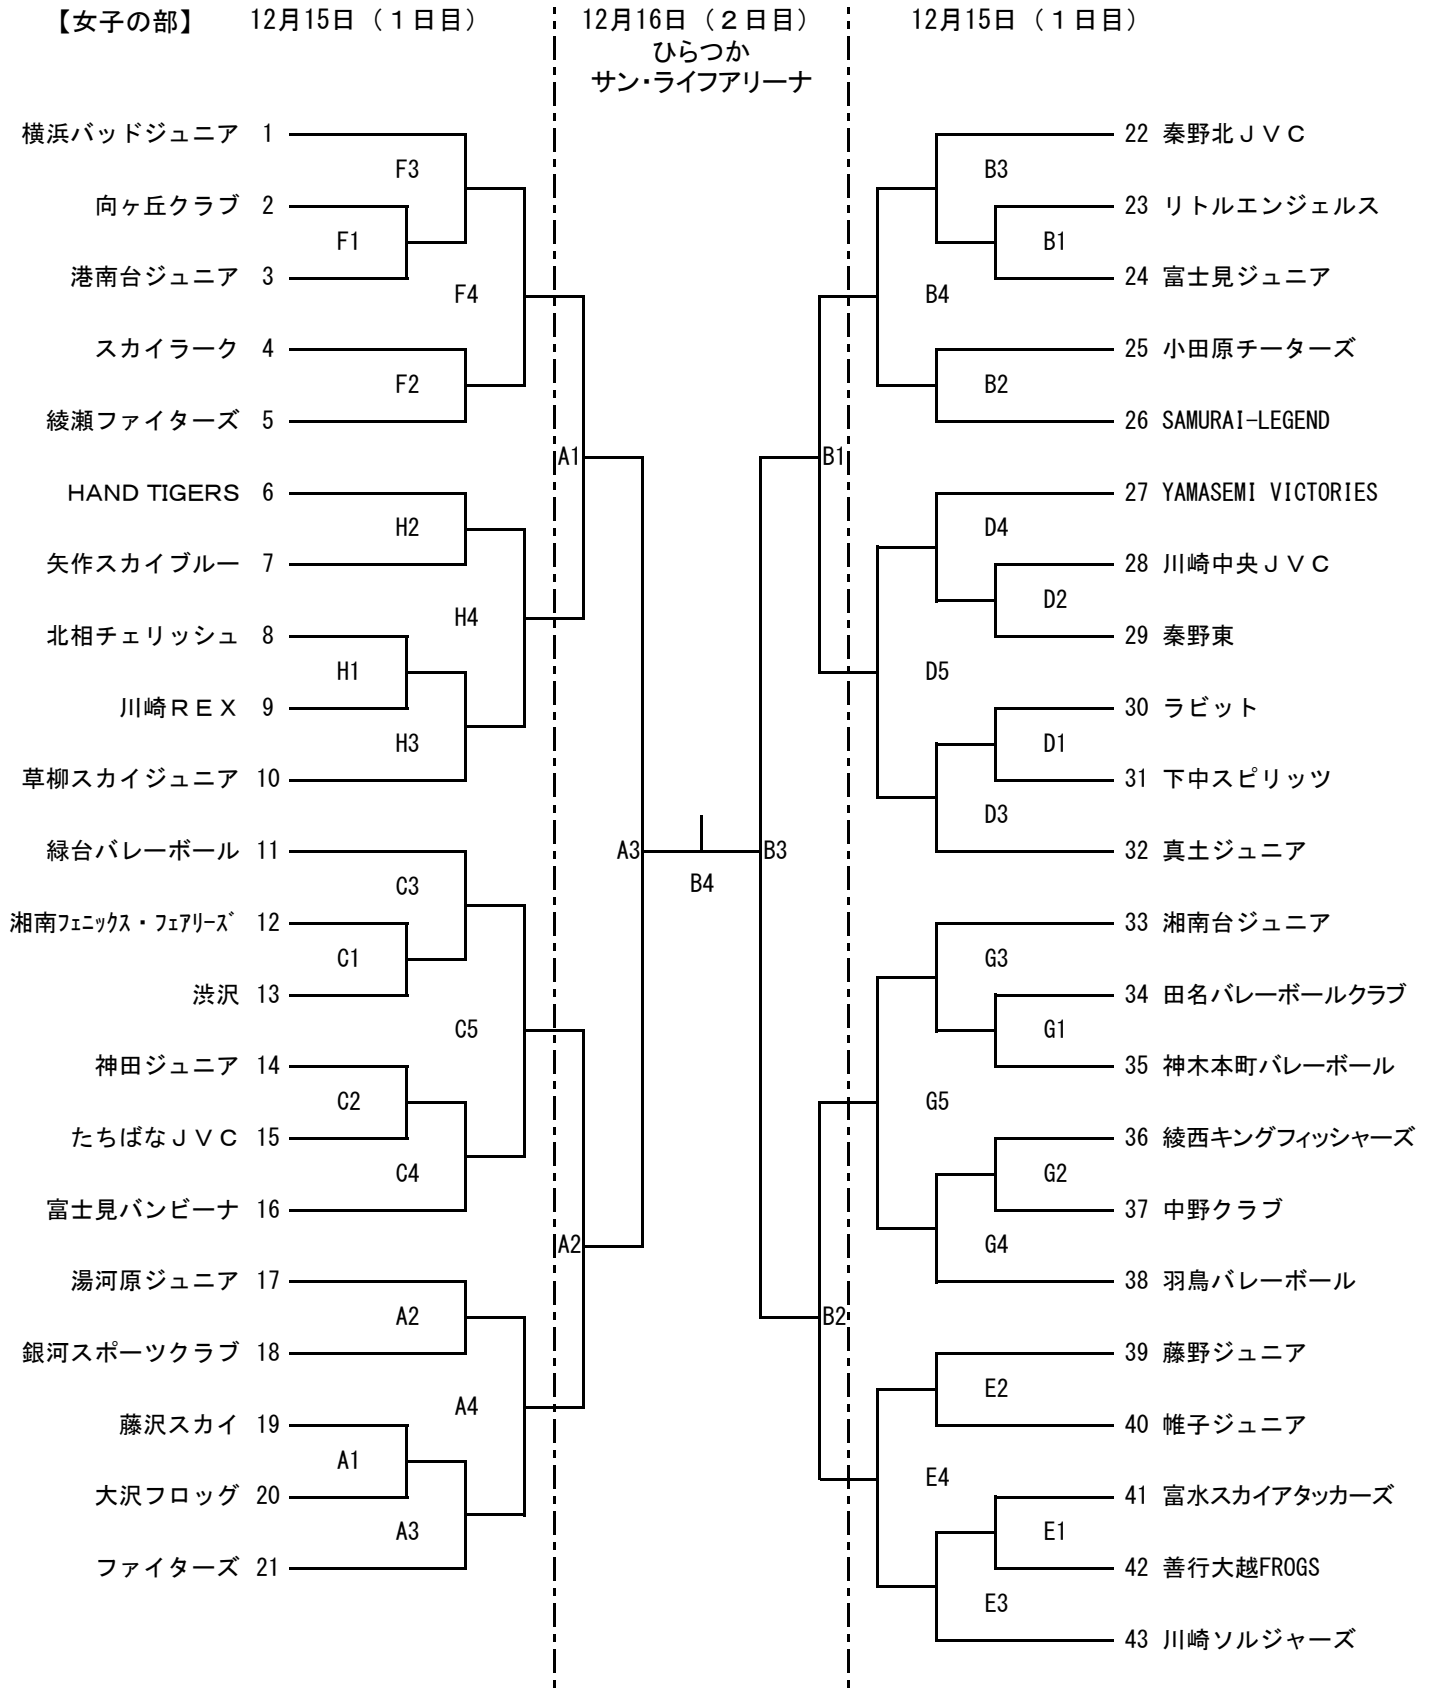 【女子の部】 12月15日（１日目） 12月16日（２日目） 12月15日（１日目）
ひらつか
サン・ライフアリーナ
横浜バッドジュニア 1
F3
向ヶ丘クラブ 2
F1
港南台ジュニア 3
F4
スカイラーク 4
F2
綾瀬ファイターズ 5
A1
HAND TIGERS 6
H2
矢作スカイブルー 7
H4
北相チェリッシュ 8
H1
川崎ＲＥＸ 9
H3
草柳スカイジュニア 10
緑台バレーボール 11
C3
湘南ﾌｪﾆｯｸｽ・ﾌｪｱﾘｰｽﾞ 12
C1
渋沢 13
C5
神田ジュニア 14
C2
たちばなＪＶＣ 15
C4
富士見バンビーナ 16
A2
湯河原ジュニア 17
A2
銀河スポーツクラブ 18
A4
藤沢スカイ 19
A1
大沢フロッグ 20
A3
ファイターズ 21
A3
B4
B3
22 秦野北ＪＶＣ
B3
23 リトルエンジェルス
B1
24 富士見ジュニア
B4
25 小田原チーターズ
B2
26 SAMURAI-LEGEND
B1
27 YAMASEMI VICTORIES
D4
28 川崎中央ＪＶＣ
D2
29 秦野東
D5
30 ラビット
D1
31 下中スピリッツ
D3
32 真土ジュニア
33 湘南台ジュニア
G3
34 田名バレーボールクラブ
G1
35 神木本町バレーボール
G5
36 綾西キングフィッシャーズ
G2
37 中野クラブ
G4
38 羽鳥バレーボール
B2
39 藤野ジュニア
E2
40 帷子ジュニア
E4
41 富水スカイアタッカーズ
E1
42 善行大越FROGS
E3
43 川崎ソルジャーズ